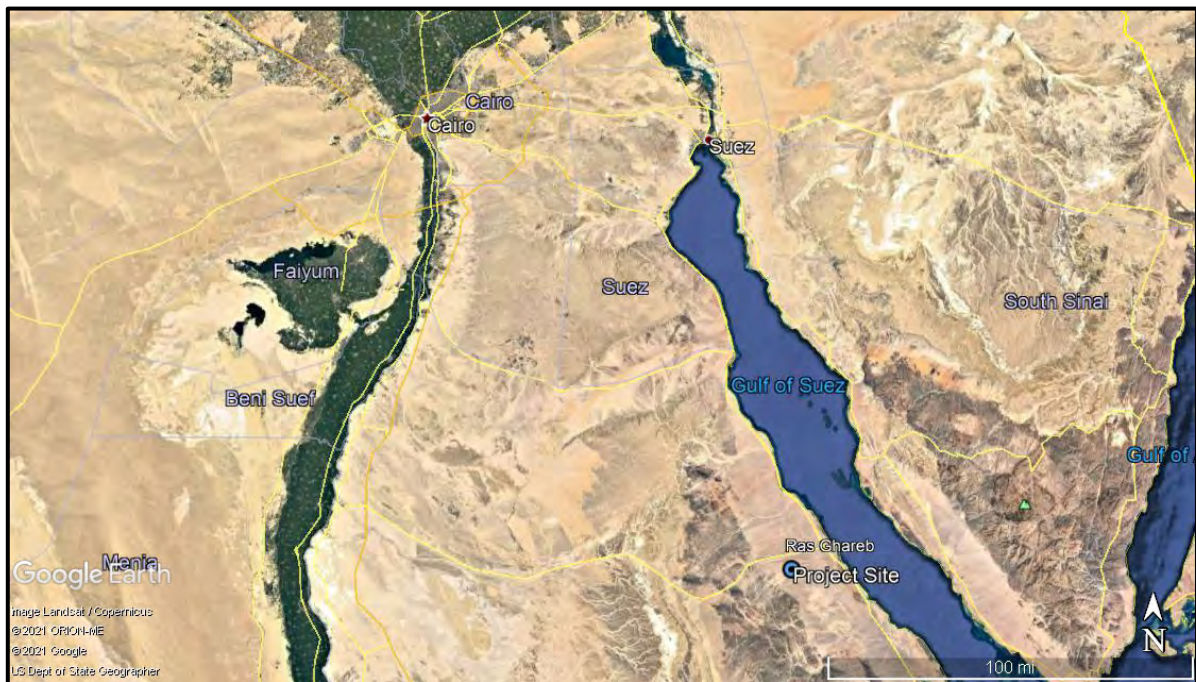 Cairo
Cairo
Suez
Faiyum
Suez
South Sinai
Gulf of Suez
Beni Suef
Gulf of
Ras Ghareb
Project Site
Menia
Google Earth
Image Landsat / Copernicus
©2021 ORION-ME
©2021 Google
US Dept of State Geographer
N
100 mi